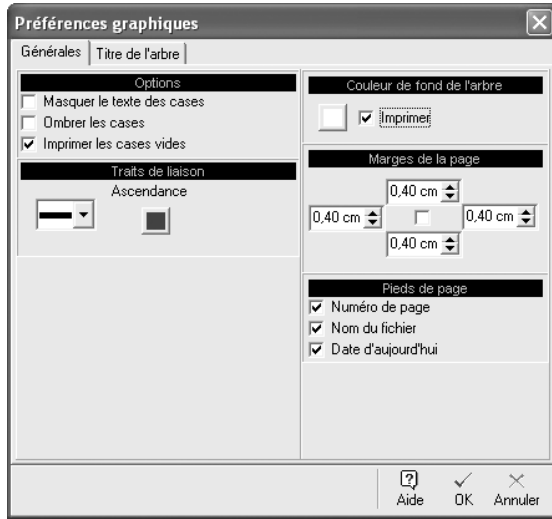 Préférences graphiques
Générales
Titre de l'arbre
Options
Masquer le texte des cases
Ombrer les cases
Imprimer les cases vides
Traits de liaison
Ascendance
Couleur de fond de l'arbre
Imprimer
Marges de la page
0,40 cm
0,40 cm 0,40 cm
0,40 cm
Pieds de page
Numéro de page
Nom du fichier
Date d'aujourd'hui
Aide OK Annuler